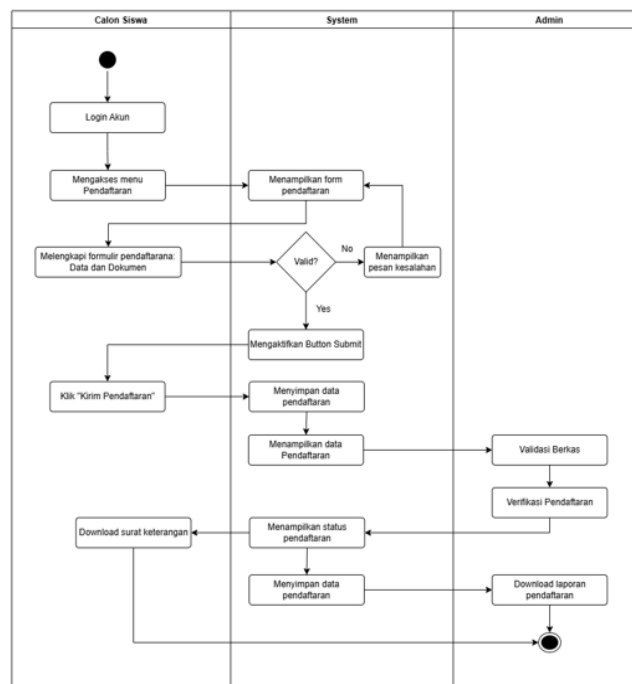 Calon Siswa
System
Admin
Login Akun
Mengakses menu
Pendaftaran
Menampilkan form
pendaftaran
Melengkapi formulir pendaftarana:
Data dan Dokumen
Valid?
No
Menampilkan
pesan kesalahan
Yes
Mengaktifkan Button Submit
Klik "Kirim Pendaftaran"
Menyimpan data
pendaftaran
Menampilkan data
Pendaftaran
Validasi Berkas
Verifikasi Pendaftaran
Download surat keterangan
Menampilkan status
pendaftaran
Menyimpan data
pendaftaran
Download laporan
pendaftaran